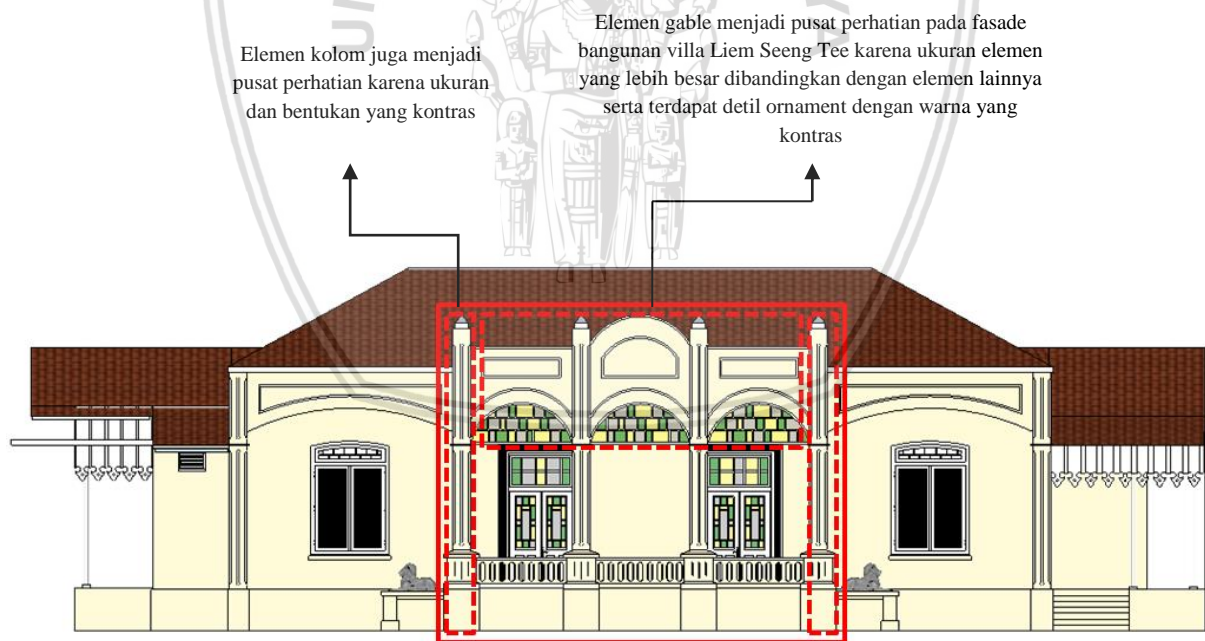 Elemen kolom juga menjadi
pusat perhatian karena ukuran
dan bentukan yang kontras
Elemen gable menjadi pusat perhatian pada fasade
bangunan villa Liem Seeng Tee karena ukuran elemen
yang lebih besar dibandingkan dengan elemen lainnya
serta terdapat detil ornament dengan warna yang
kontras